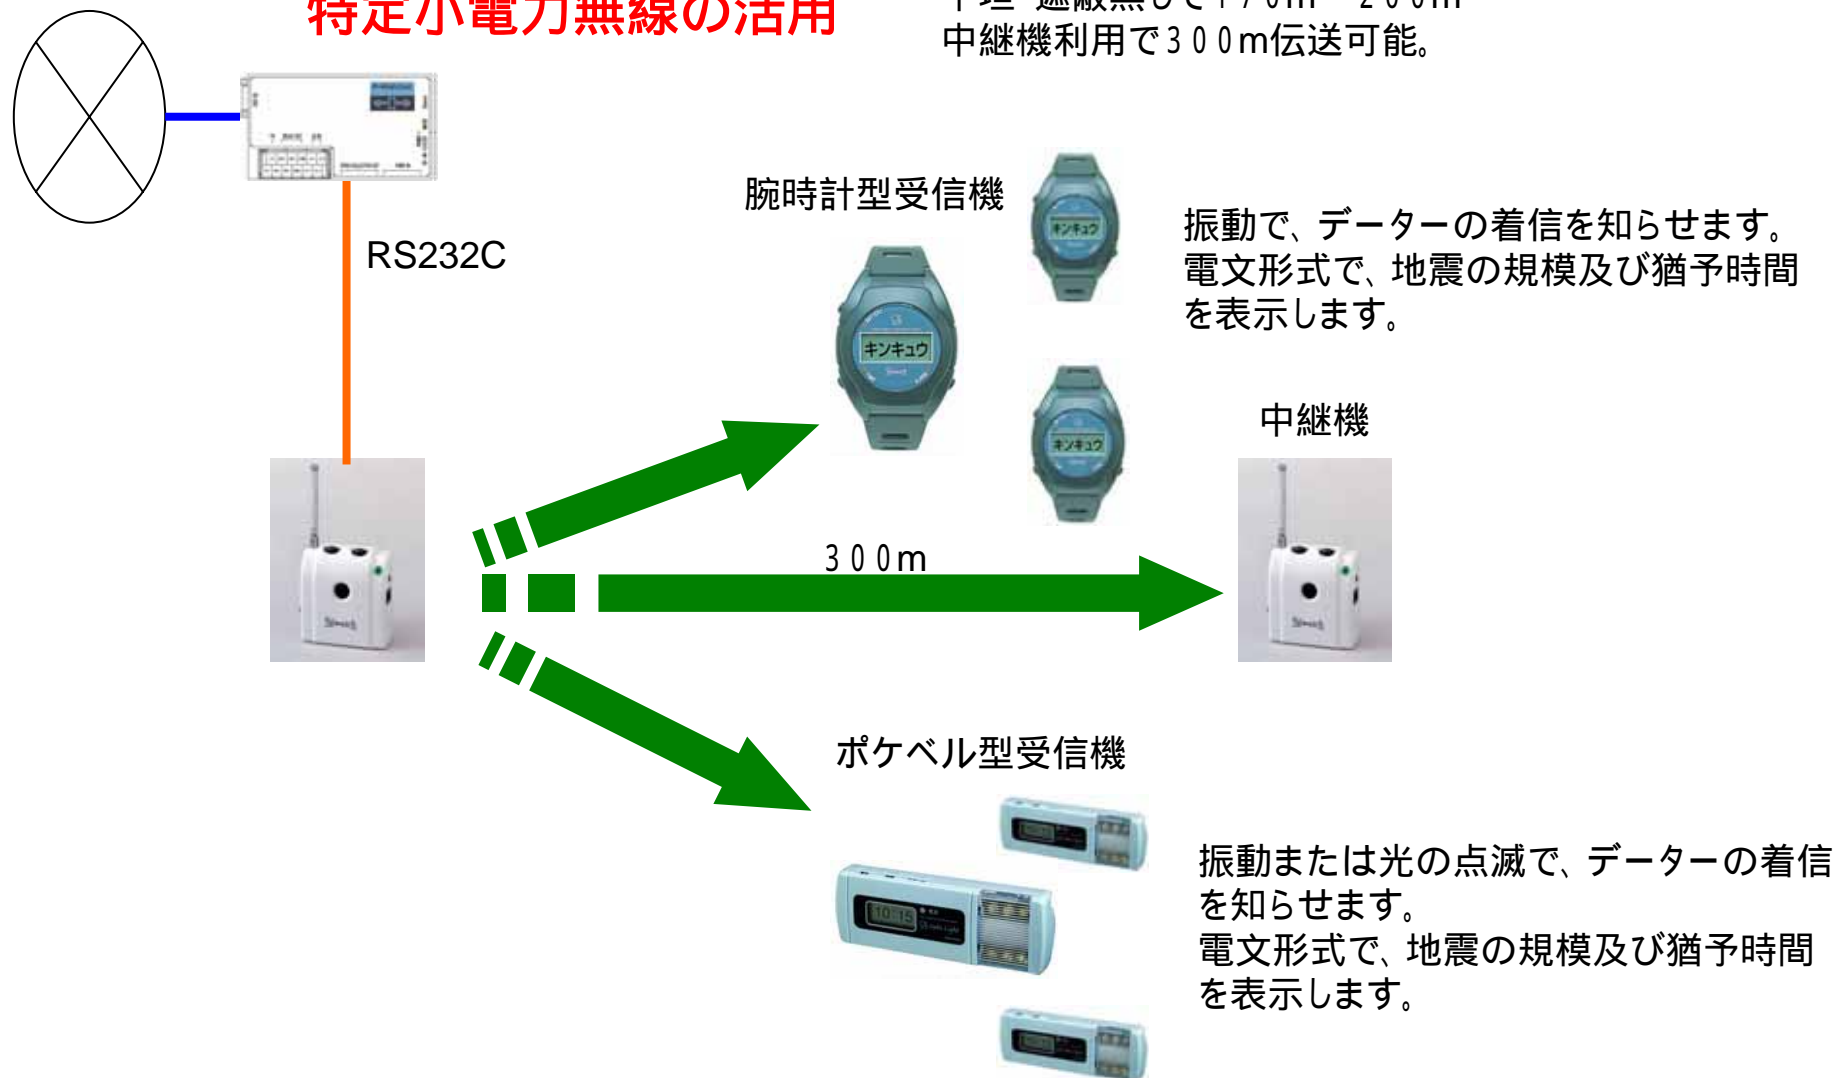 特定小電力無線の活用
中継機利用で300m伝送可能。
腕時計型受信機
キンキュウ
振動で、データーの着信を知らせます。
電文形式で、地震の規模及び猶予時間
を表示します。
RS232C
キンキュウ
キンキュウ
中継機
300m
ポケベル型受信機
振動または光の点滅で、データーの着信
を知らせます。
電文形式で、地震の規模及び猶予時間
を表示します。
10:15